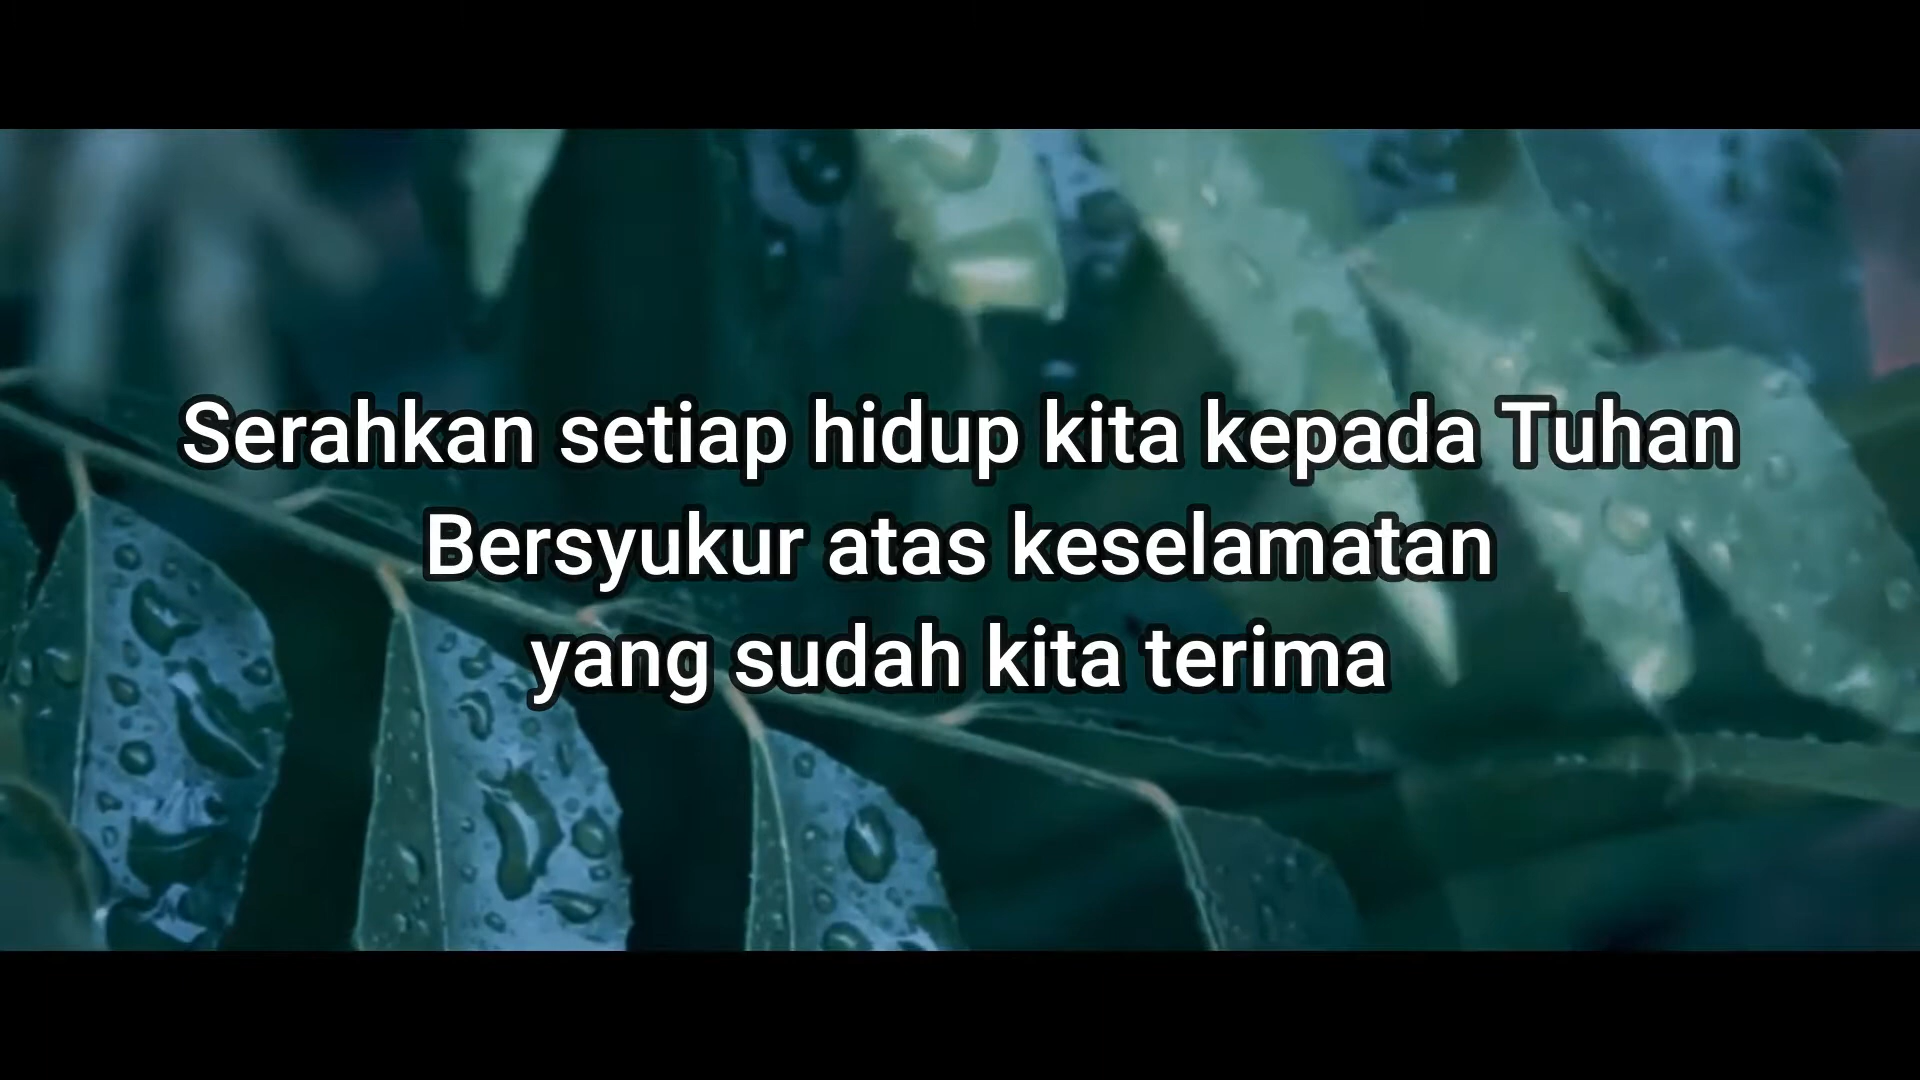 Serahkan setiap hidup kita kepada Tuhan
Bersyukur atas keselamatan
yang sudah kita terima